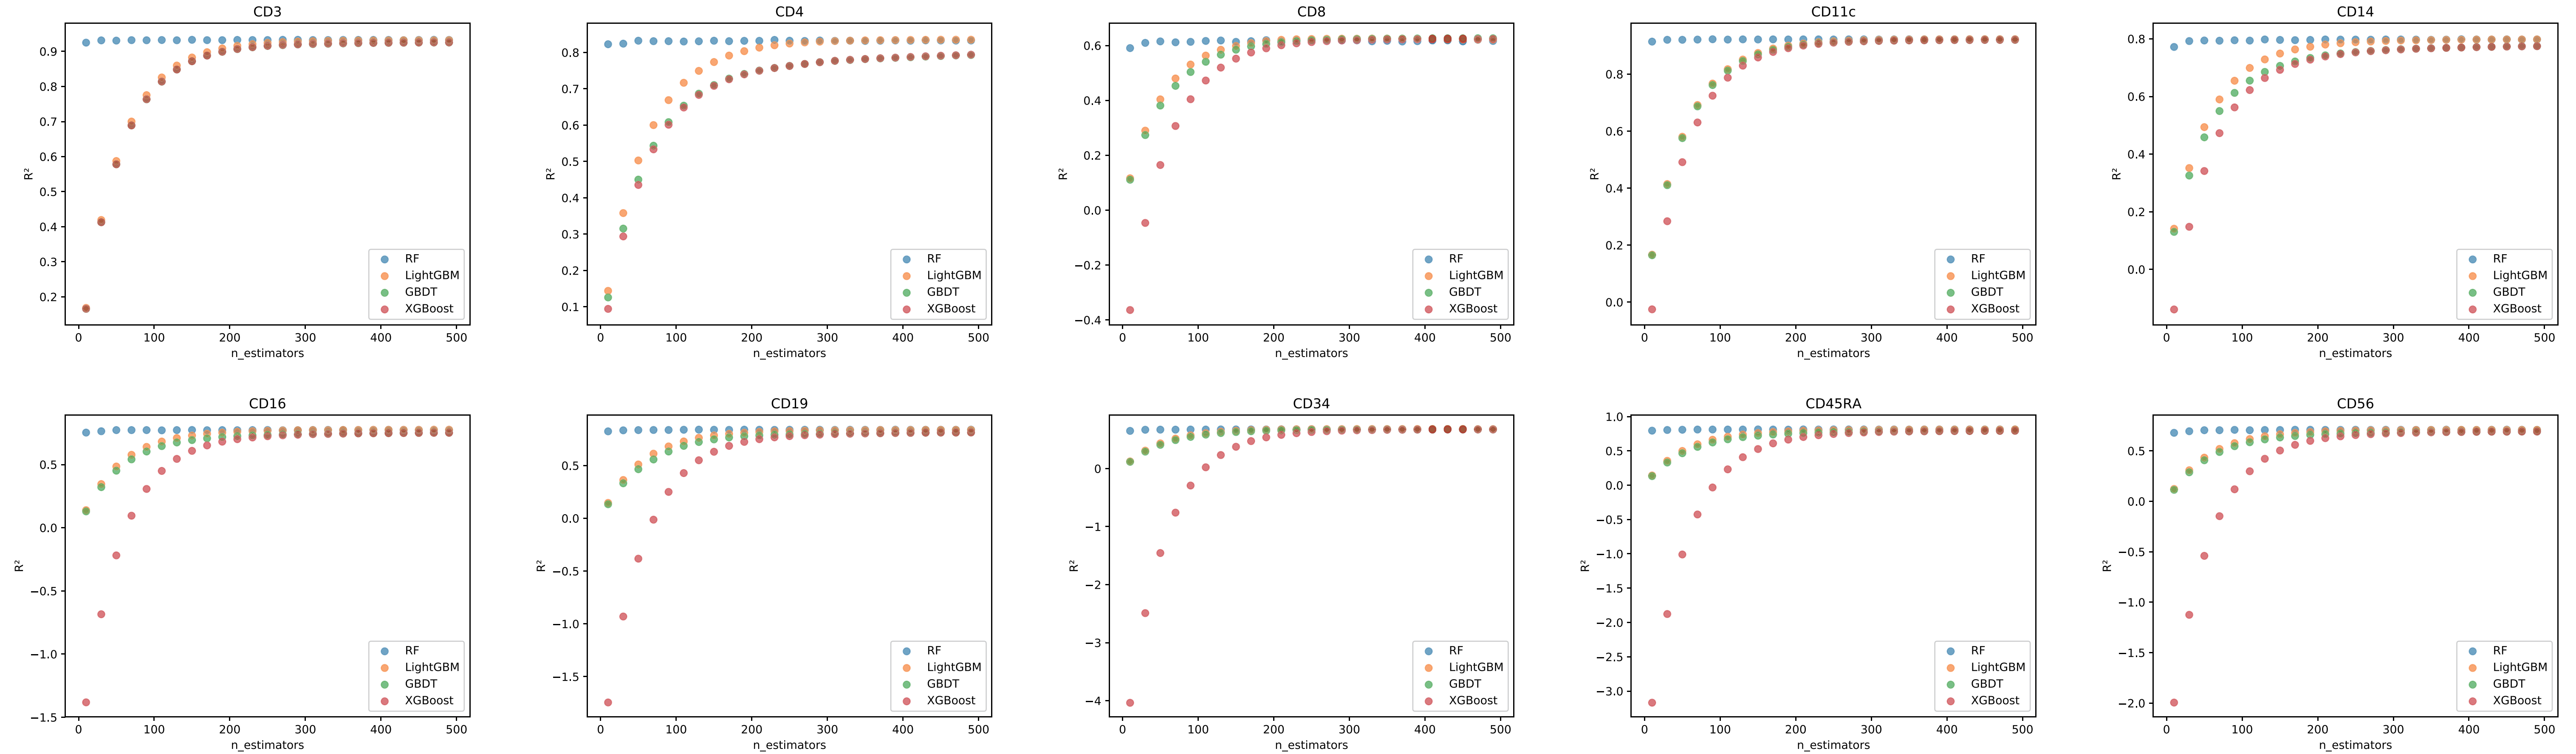 CD3
R²
0.9
0.8
0.7
0.6
0.5
0.4
0.3
0.2
0 100 200 300 400 500
n_estimators
RF
LightGBM
GBDT
XGBoost
CD4
R²
0.8
0.7
0.6
0.5
0.4
0.3
0.2
0.1
0 100 200 300 400 500
n_estimators
RF
LightGBM
GBDT
XGBoost
CD8
R²
0.6
0.4
0.2
0.0
−0.2
−0.4
0 100 200 300 400 500
n_estimators
RF
LightGBM
GBDT
XGBoost
CD11c
R²
0.8
0.6
0.4
0.2
0.0
0 100 200 300 400 500
n_estimators
RF
LightGBM
GBDT
XGBoost
CD14
R²
0.8
0.6
0.4
0.2
0.0
0 100 200 300 400 500
n_estimators
RF
LightGBM
GBDT
XGBoost
CD16
R²
0.5
0.0
−0.5
−1.0
−1.5
0 100 200 300 400 500
n_estimators
RF
LightGBM
GBDT
XGBoost
CD19
R²
0.5
0.0
−0.5
−1.0
−1.5
0 100 200 300 400 500
n_estimators
RF
LightGBM
GBDT
XGBoost
CD34
R²
0
−1
−2
−3
−4
0 100 200 300 400 500
n_estimators
RF
LightGBM
GBDT
XGBoost
CD45RA
R²
1.0
0.5
0.0
−0.5
−1.0
−1.5
−2.0
−2.5
−3.0
0 100 200 300 400 500
n_estimators
RF
LightGBM
GBDT
XGBoost
CD56
R²
0.5
0.0
−0.5
−1.0
−1.5
−2.0
0 100 200 300 400 500
n_estimators
RF
LightGBM
GBDT
XGBoost